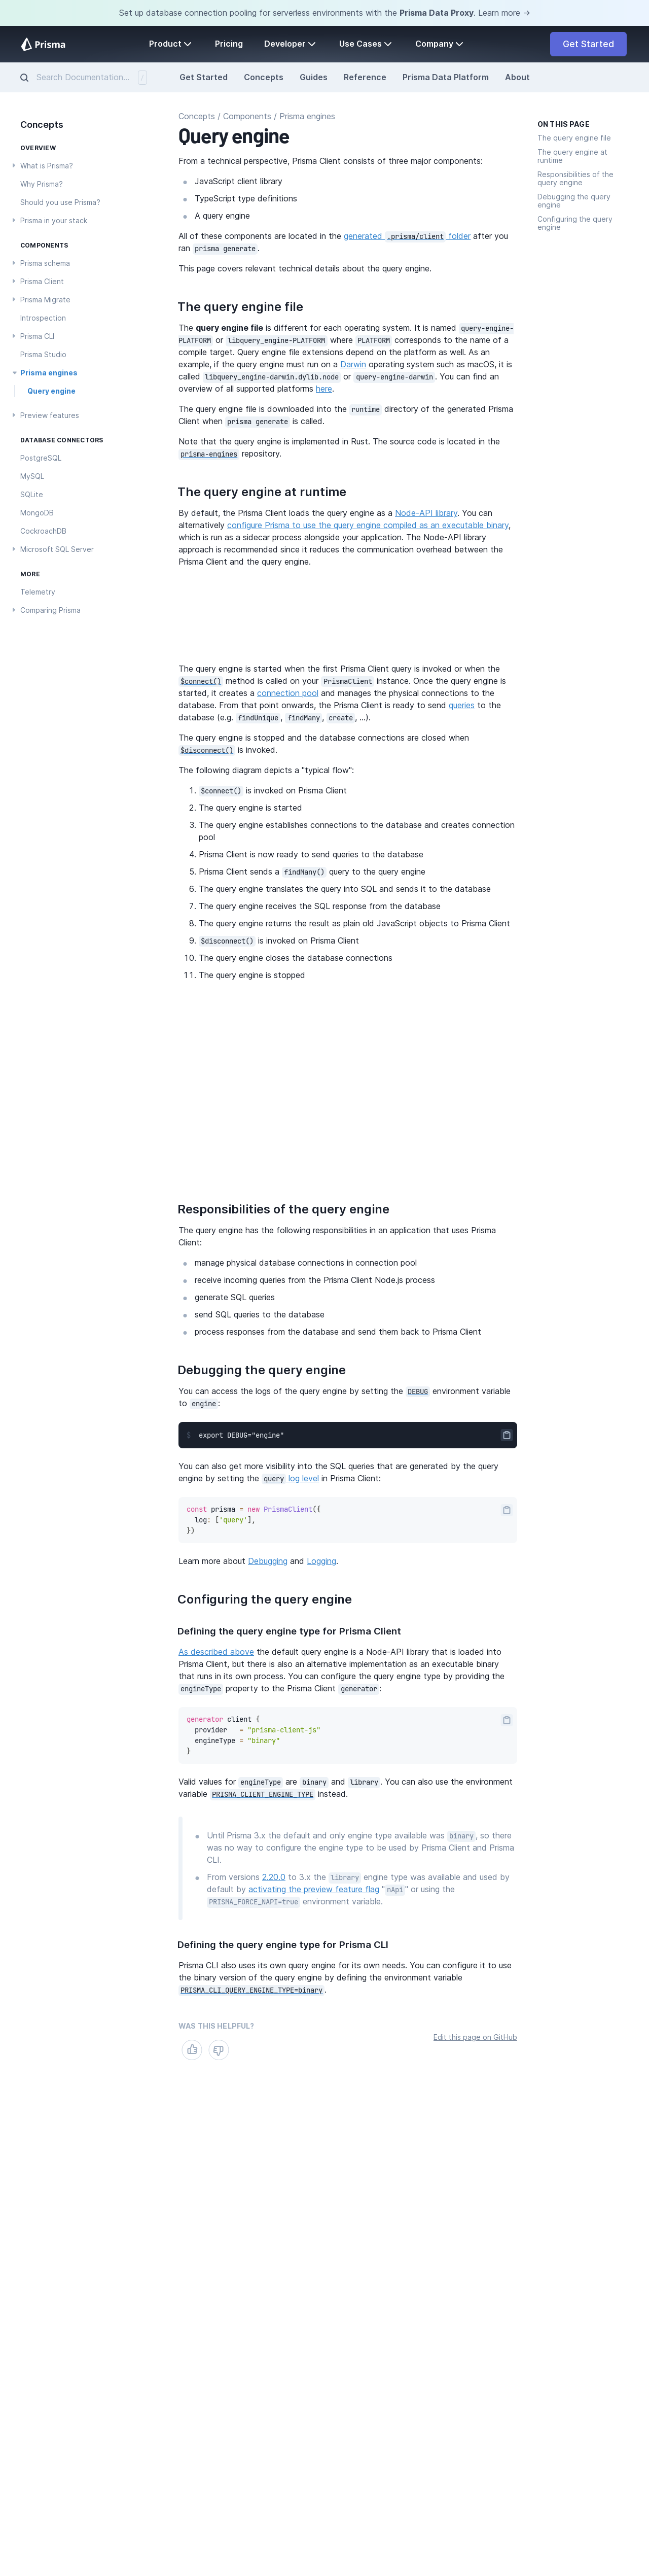 Set up database connection pooling for serverless environments with the Prisma Data Proxy. Learn more →
Prisma
Product
Pricing
Developer
Use Cases
Company
Get Started
Search Documentation... /
Get Started
Concepts
Guides
Reference
Prisma Data Platform
About
Concepts
OVERVIEW
What is Prisma?
Why Prisma?
Should you use Prisma?
Prisma in your stack
COMPONENTS
Prisma schema
Prisma Client
Prisma Migrate
Introspection
Prisma CLI
Prisma Studio
Prisma engines
Query engine
Preview features
DATABASE CONNECTORS
PostgreSQL
MySQL
SQLite
MongoDB
CockroachDB
Microsoft SQL Server
MORE
Telemetry
Comparing Prisma
Concepts / Components / Prisma engines
Query engine
From a technical perspective, Prisma Client consists of three major components:
JavaScript client library
TypeScript type definitions
A query engine
All of these components are located in the generated .prisma/client folder after you
ran prisma generate.
This page covers relevant technical details about the query engine.
The query engine file
The query engine file is different for each operating system. It is named query-engine-
PLATFORM or libquery_engine-PLATFORM where PLATFORM corresponds to the name of a
compile target. Query engine file extensions depend on the platform as well. As an
example, if the query engine must run on a Darwin operating system such as macOS, it is
called libquery_engine-darwin.dylib.node or query-engine-darwin. You can find an
overview of all supported platforms here.
The query engine file is downloaded into the runtime directory of the generated Prisma
Client when prisma generate is called.
Note that the query engine is implemented in Rust. The source code is located in the
prisma-engines repository.
The query engine at runtime
By default, the Prisma Client loads the query engine as a Node-API library. You can
alternatively configure Prisma to use the query engine compiled as an executable binary,
which is run as a sidecar process alongside your application. The Node-API library
approach is recommended since it reduces the communication overhead between the
Prisma Client and the query engine.
The query engine is started when the first Prisma Client query is invoked or when the
$connect() method is called on your PrismaClient instance. Once the query engine is
started, it creates a connection pool and manages the physical connections to the
database. From that point onwards, the Prisma Client is ready to send queries to the
database (e.g. findUnique, findMany, create, ...).
The query engine is stopped and the database connections are closed when
$disconnect() is invoked.
The following diagram depicts a "typical flow":
1. $connect() is invoked on Prisma Client
2. The query engine is started
3. The query engine establishes connections to the database and creates connection
pool
4. Prisma Client is now ready to send queries to the database
5. Prisma Client sends a findMany() query to the query engine
6. The query engine translates the query into SQL and sends it to the database
7. The query engine receives the SQL response from the database
8. The query engine returns the result as plain old JavaScript objects to Prisma Client
9. $disconnect() is invoked on Prisma Client
10. The query engine closes the database connections
11. The query engine is stopped
Responsibilities of the query engine
The query engine has the following responsibilities in an application that uses Prisma
Client:
manage physical database connections in connection pool
receive incoming queries from the Prisma Client Node.js process
generate SQL queries
send SQL queries to the database
process responses from the database and send them back to Prisma Client
Debugging the query engine
You can access the logs of the query engine by setting the DEBUG environment variable
to engine:
$ export DEBUG="engine"
You can also get more visibility into the SQL queries that are generated by the query
engine by setting the query log level in Prisma Client:
const prisma = new PrismaClient({
log: ['query'],
})
Learn more about Debugging and Logging.
Configuring the query engine
Defining the query engine type for Prisma Client
As described above the default query engine is a Node-API library that is loaded into
Prisma Client, but there is also an alternative implementation as an executable binary
that runs in its own process. You can configure the query engine type by providing the
engineType property to the Prisma Client generator:
generator client {
provider = "prisma-client-js"
engineType = "binary"
}
Valid values for engineType are binary and library. You can also use the environment
variable PRISMA_CLIENT_ENGINE_TYPE instead.
Until Prisma 3.x the default and only engine type available was binary, so there
was no way to configure the engine type to be used by Prisma Client and Prisma
CLI.
From versions 2.20.0 to 3.x the library engine type was available and used by
default by activating the preview feature flag "nApi" or using the
PRISMA_FORCE_NAPI=true environment variable.
Defining the query engine type for Prisma CLI
Prisma CLI also uses its own query engine for its own needs. You can configure it to use
the binary version of the query engine by defining the environment variable
PRISMA_CLI_QUERY_ENGINE_TYPE=binary.
WAS THIS HELPFUL?
Edit this page on GitHub
ON THIS PAGE
The query engine file
The query engine at
runtime
Responsibilities of the
query engine
Debugging the query
engine
Configuring the query
engine